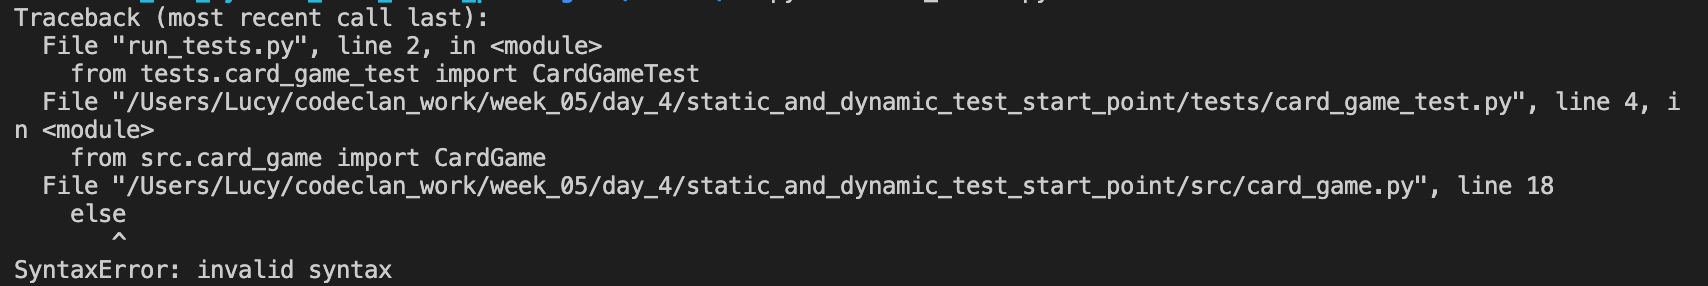 Traceback (most recent call last):
  File "run_tests.py", line 2, in <module>
    from tests.card_game_test import CardGameTest
  File "/Users/Lucy/codeclan_work/week_05/day_4/static_and_dynamic_test_start_point/tests/card_game_test.py", line 4, i
n <module>
    from src.card_game import CardGame
  File "/Users/Lucy/codeclan_work/week_05/day_4/static_and_dynamic_test_start_point/src/card_game.py", line 18
    else
       ^
SyntaxError: invalid syntax